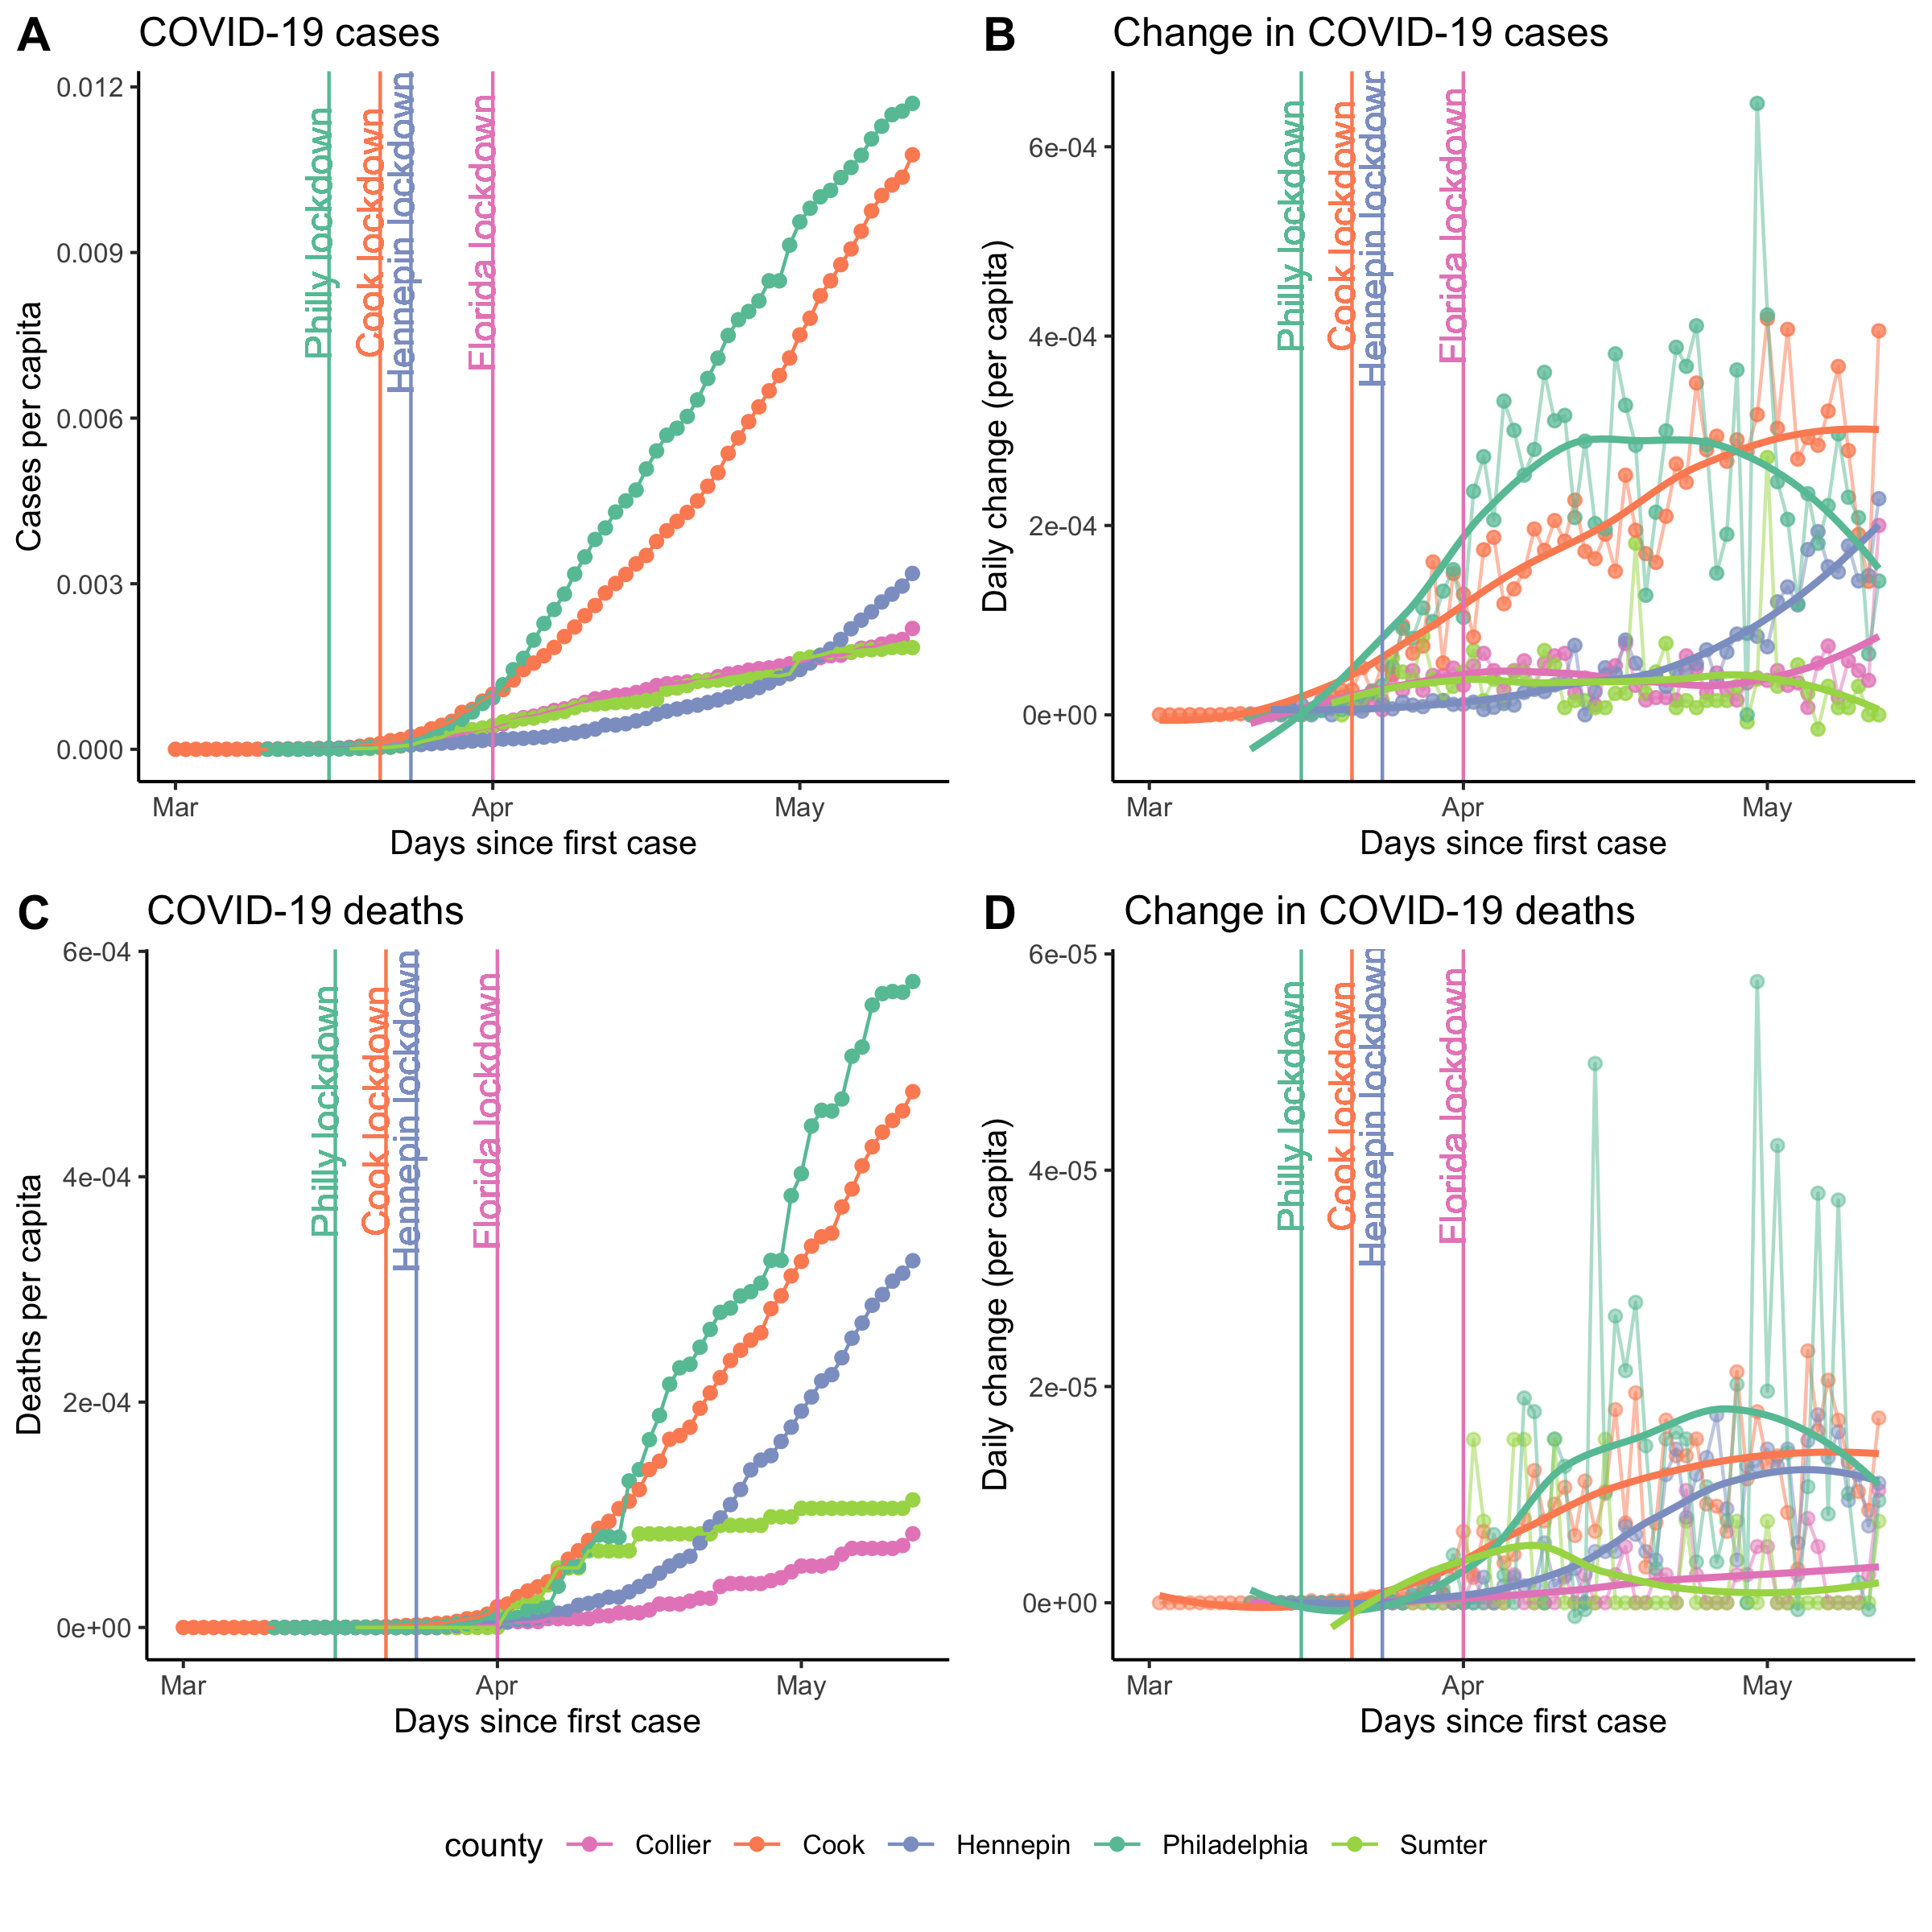 A
COVID-19 cases
Cases per capita
0.012
0.009
0.006
0.003
0.000
Philly lockdown
Cook lockdown
Hennepin lockdown
Florida lockdown
Mar
Apr
May
Days since first case
B
Change in COVID-19 cases
Daily change (per capita)
6e-04
4e-04
2e-04
0e+00
Philly lockdown
Cook lockdown
Hennepin lockdown
Florida lockdown
Mar
Apr
May
Days since first case
C
COVID-19 deaths
Deaths per capita
6e-04
4e-04
2e-04
0e+00
Philly lockdown
Cook lockdown
Hennepin lockdown
Florida lockdown
Mar
Apr
May
Days since first case
D
Change in COVID-19 deaths
Daily change (per capita)
6e-05
4e-05
2e-05
0e+00
Philly lockdown
Cook lockdown
Hennepin lockdown
Florida lockdown
Mar
Apr
May
Days since first case
county
Collier
Cook
Hennepin
Philadelphia
Sumter